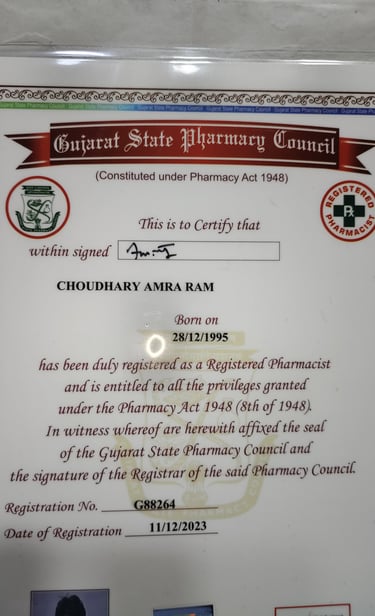 Gujarat State Pharmacy Council
(Constituted under Pharmacy Act 1948)
REGISTERED PHARMACIST
Rx
This is to Certify that
within signed
CHOUDHARY AMRA RAM
Born on
28/12/1995
has been duly registered as a Registered Pharmacist
and is entitled to all the privileges granted
under the Pharmacy Act 1948 (8th of 1948).
In witness whereof are herewith affixed the seal
of the Gujarat State Pharmacy Council and
the signature of the Registrar of the said Pharmacy Council.
Registration No. G88264
Date of Registration 11/12/2023